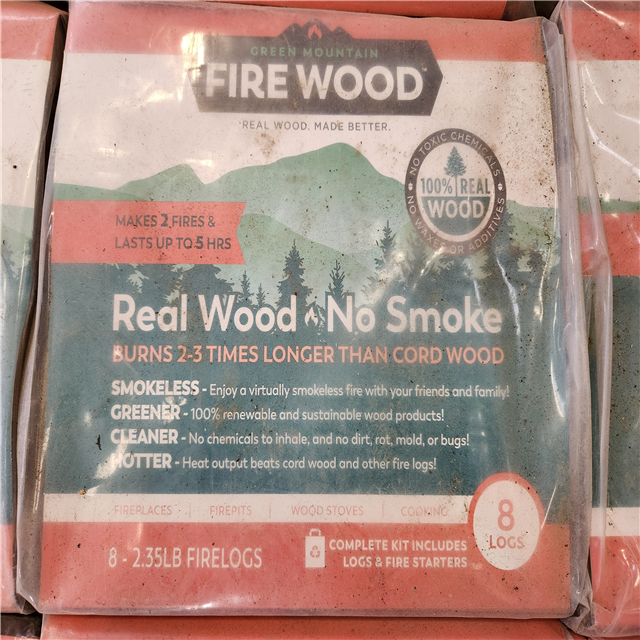 GREEN MOUNTAIN
FIRE WOOD
REAL WOOD. MADE BETTER.
NO TOXIC CHEMICALS
100% REAL
WOOD
NO WAXES OR ADDITIVES
MAKES 2 FIRES &
LASTS UP TO 5 HRS
Real Wood No Smoke
BURNS 2-3 TIMES LONGER THAN CORD WOOD
SMOKELESS - Enjoy a virtually smokeless fire with your friends and family!
GREENER - 100% renewable and sustainable wood products!
CLEANER - No chemicals to inhale, and no dirt, rot, mold, or bugs!
HOTTER - Heat output beats cord wood and other fire logs!
FIREPLACES | FIREPITS | WOOD STOVES | COOKING
8
LOGS
8 - 2.35LB FIRELOGS
COMPLETE KIT INCLUDES
LOGS & FIRE STARTERS